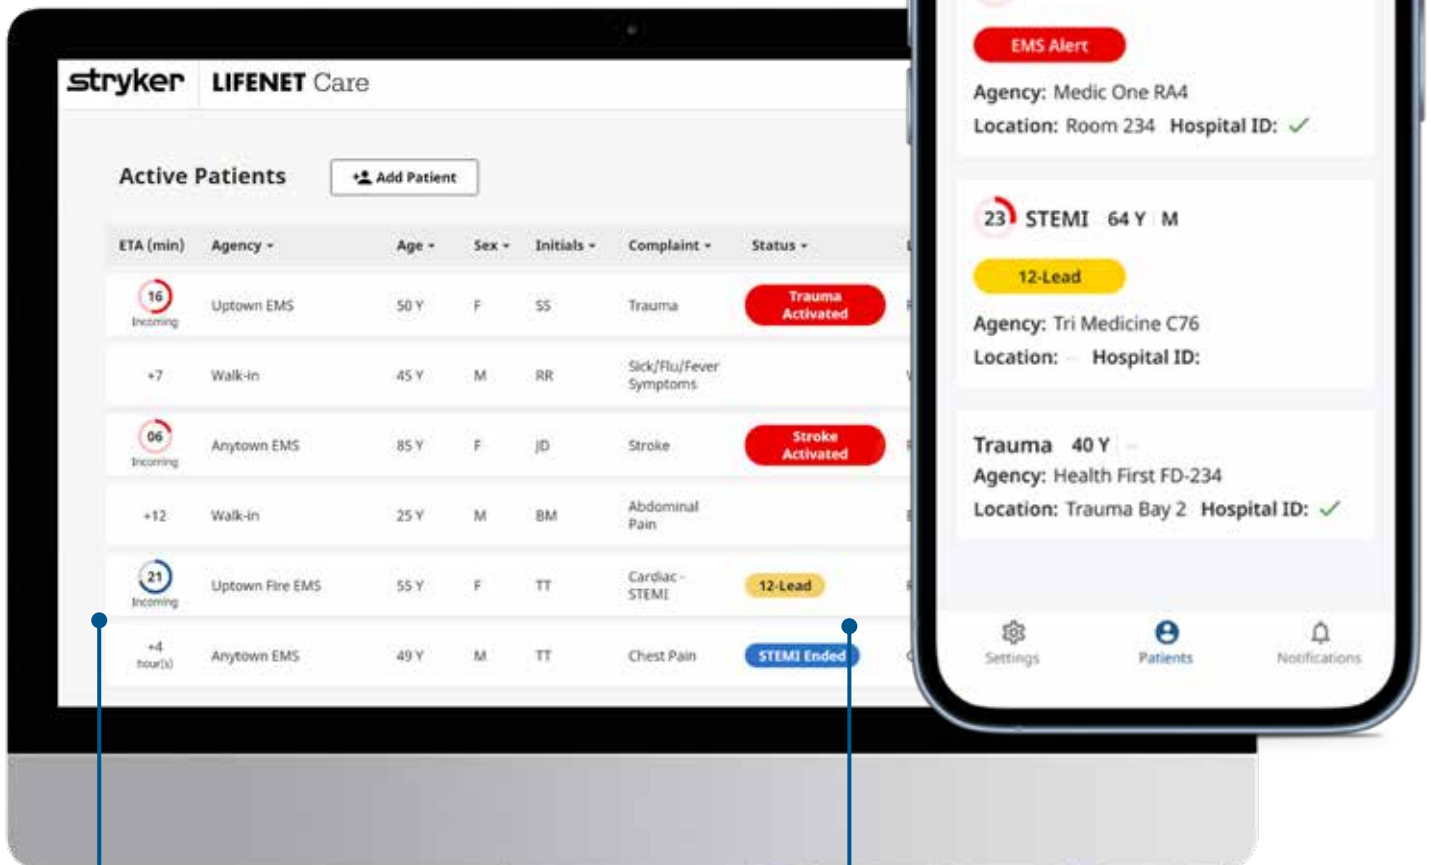 stryker LIFENET Care
Active Patients
Add Patient
ETA (min) Agency Age Sex Initials Complaint Status
16 Incoming Uptown EMS 50 Y F SS Trauma Trauma Activated
+7 Walk-in 45 Y M RR Sick/Flu/Fever Symptoms
06 Incoming Anytown EMS 85 Y F JD Stroke Stroke Activated
+12 Walk-in 25 Y M BM Abdominal Pain
21 Incoming Uptown Fire EMS 55 Y F TT Cardiac - STEMI 12-Lead
+4 hour(s) Anytown EMS 49 Y M TT Chest Pain STEMI Ended
EMS Alert
Agency: Medic One RA4
Location: Room 234 Hospital ID: ✓
23 STEMI 64 Y M
12-Lead
Agency: Tri Medicine C76
Location: -- Hospital ID:
Trauma 40 Y --
Agency: Health First FD-234
Location: Trauma Bay 2 Hospital ID: ✓
Settings Patients Notifications